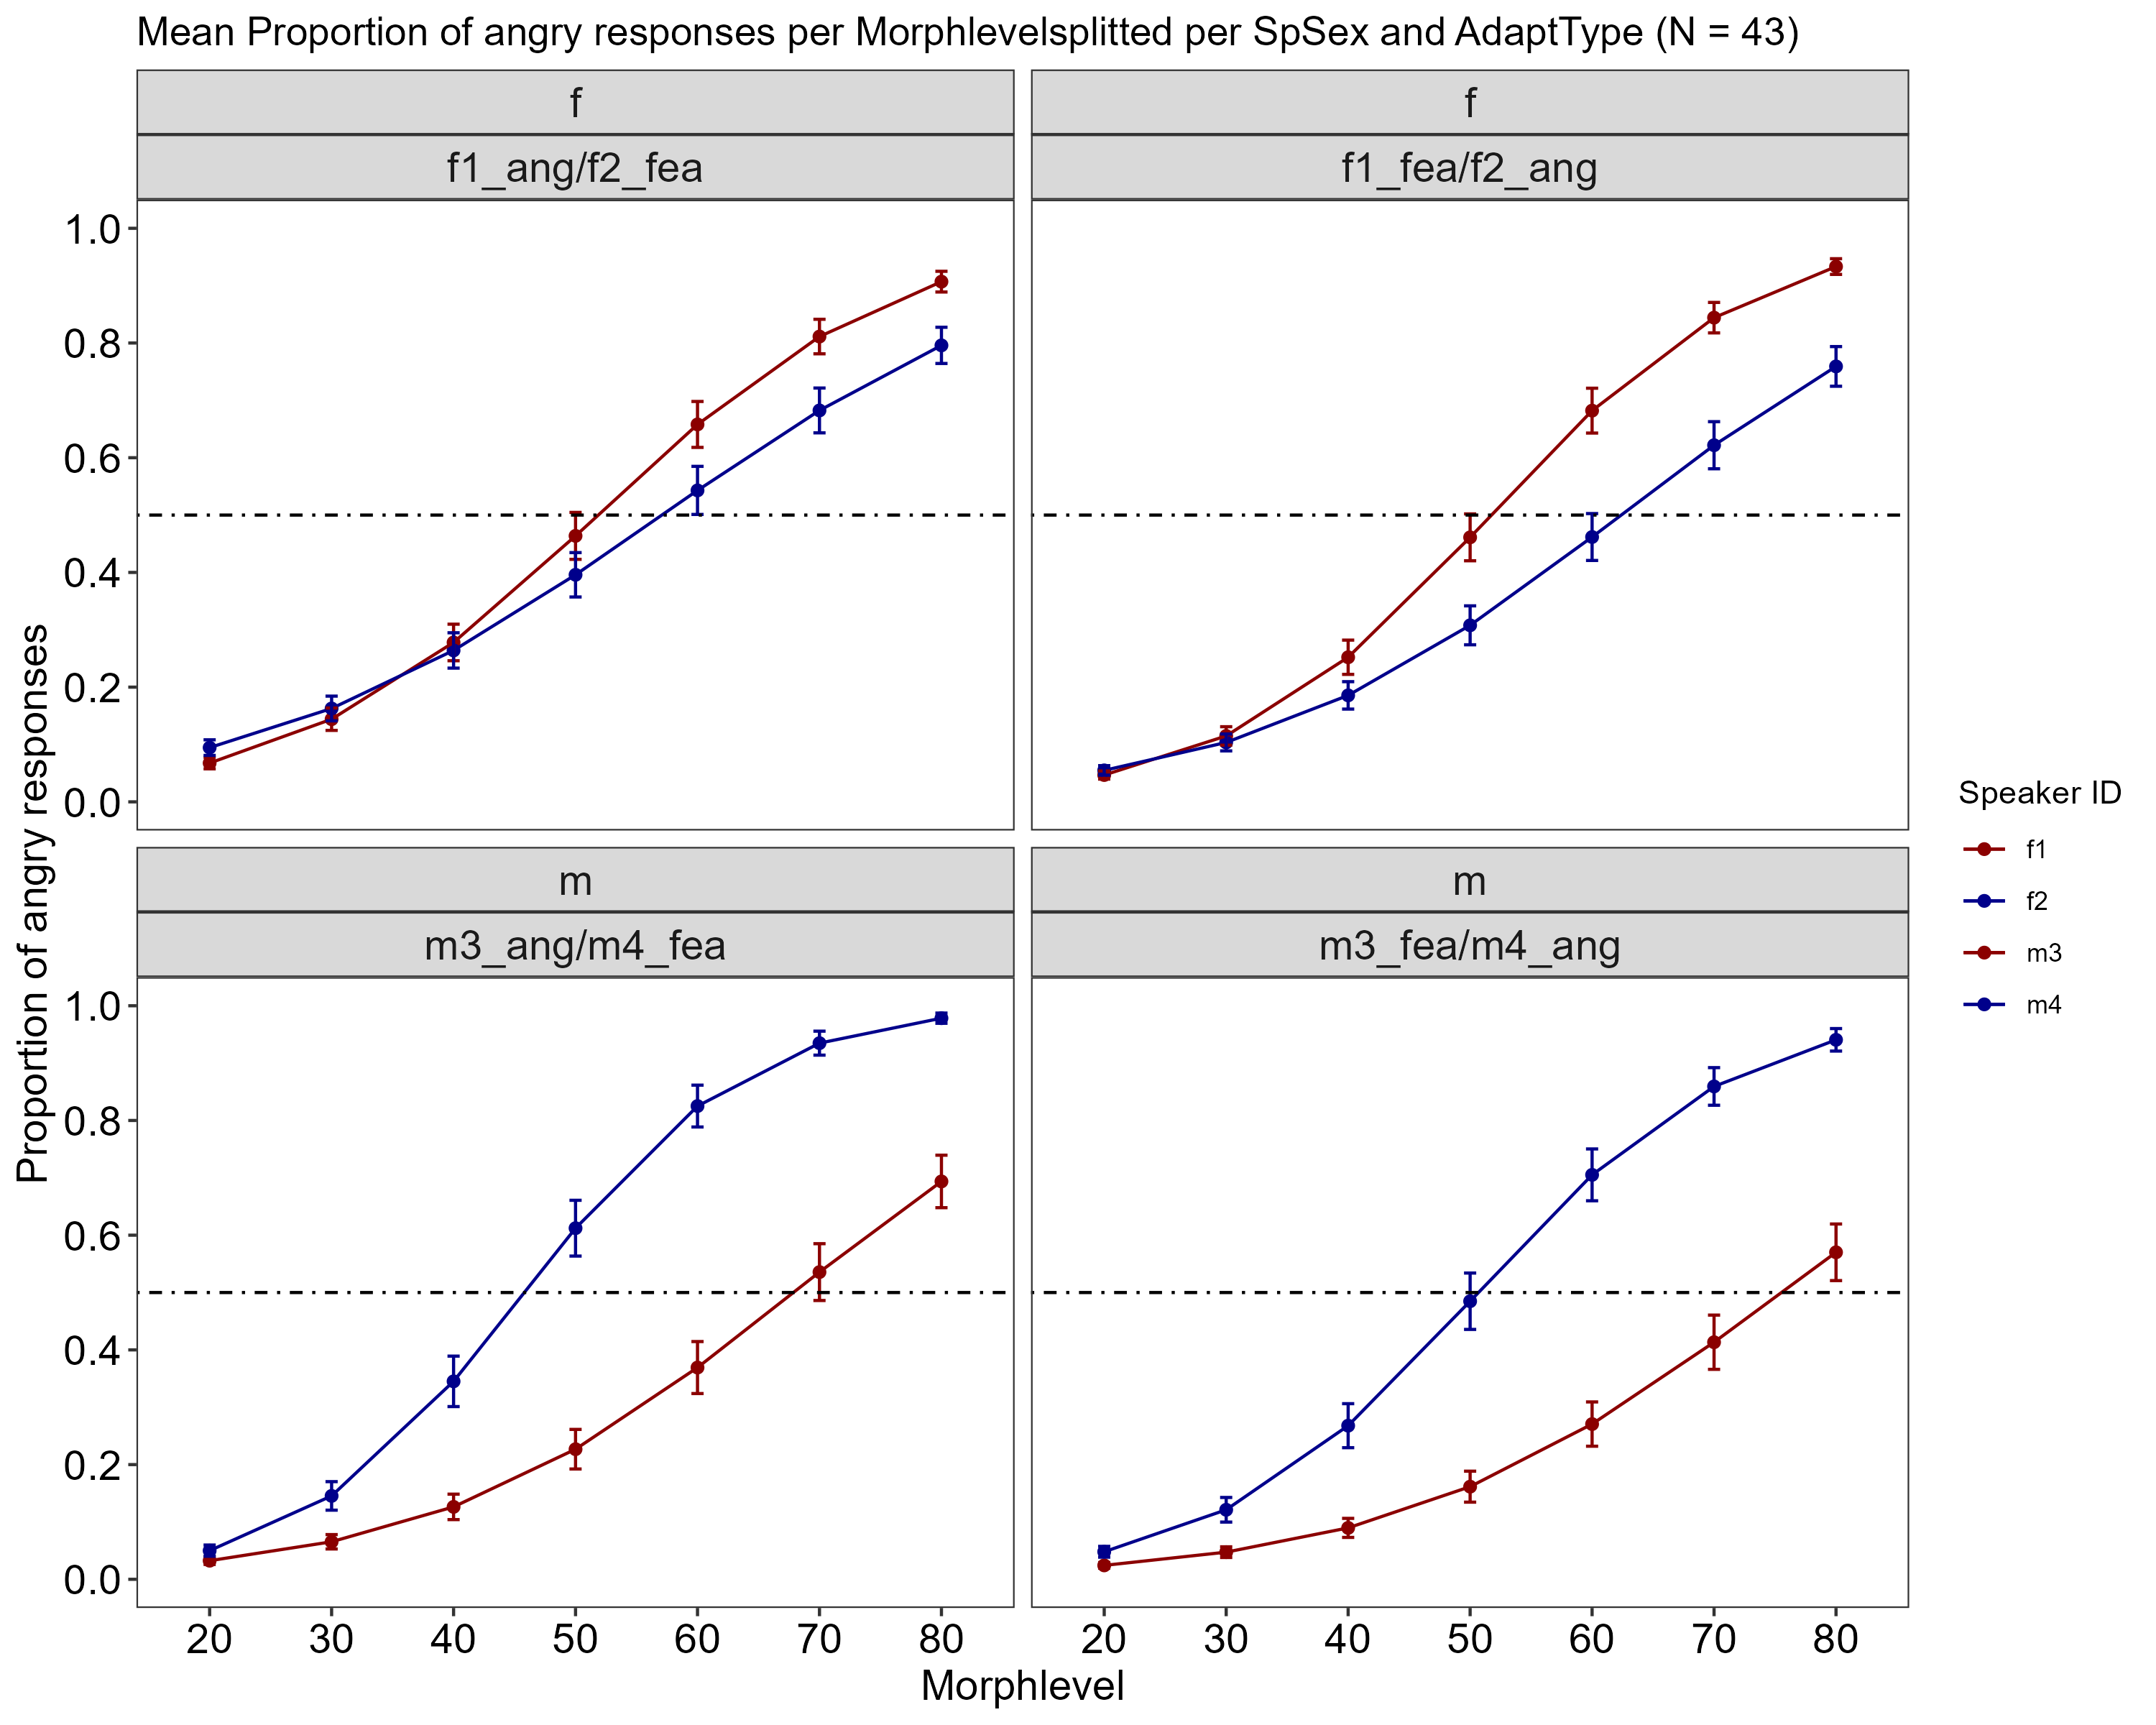 Mean Proportion of angry responses per Morphlevelsplitted per SpSex and AdaptType (N = 43)
f
f
f1_ang/f2_fea
f1_fea/f2_ang
1.0
0.8
0.6
0.4
0.2
0.0
m
m
m3_ang/m4_fea
m3_fea/m4_ang
1.0
0.8
0.6
0.4
0.2
0.0
20 30 40 50 60 70 80
20 30 40 50 60 70 80
Morphlevel
Proportion of angry responses
Speaker ID
f1
f2
m3
m4